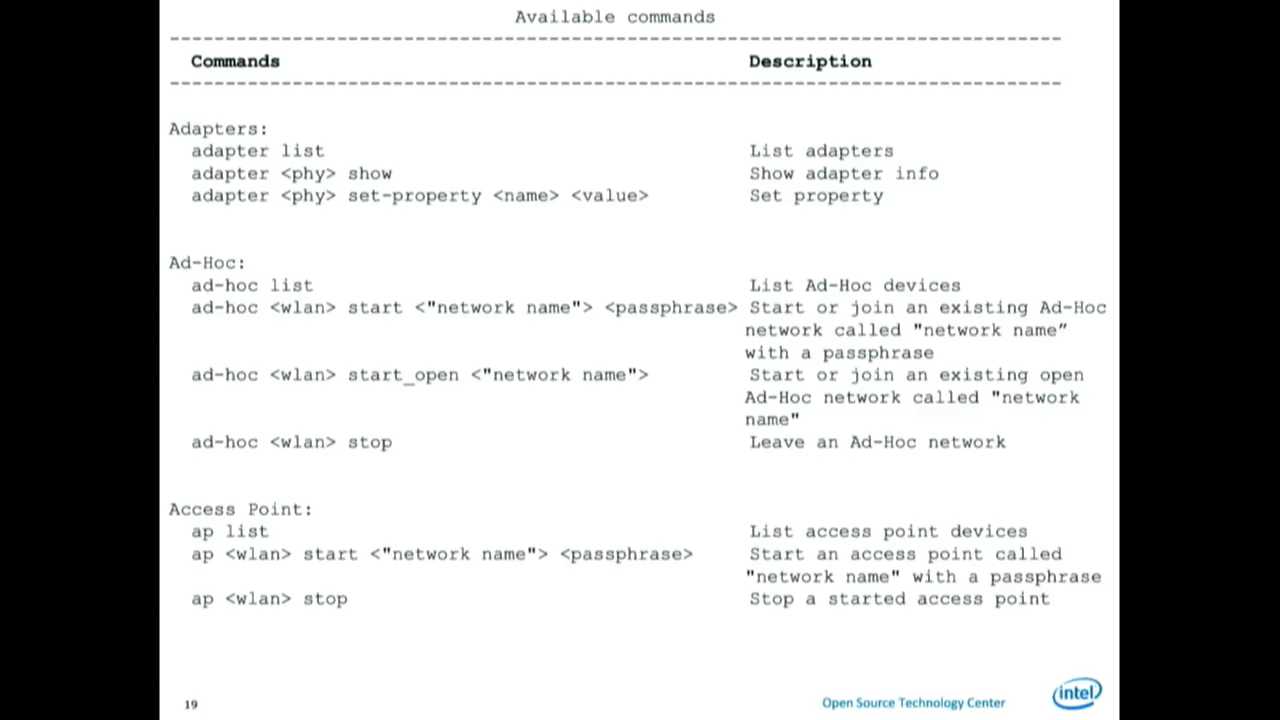 Available commands
--------------------------------------------------------------------------------
Commands Description
--------------------------------------------------------------------------------
Adapters:
adapter list List adapters
adapter <phy> show Show adapter info
adapter <phy> set-property <name> <value> Set property
Ad-Hoc:
ad-hoc list List Ad-Hoc devices
ad-hoc <wlan> start <"network name"> <passphrase> Start or join an existing Ad-Hoc
network called "network name”
with a passphrase
ad-hoc <wlan> start_open <"network name"> Start or join an existing open
Ad-Hoc network called "network
name"
ad-hoc <wlan> stop Leave an Ad-Hoc network
Access Point:
ap list List access point devices
ap <wlan> start <"network name"> <passphrase> Start an access point called
"network name" with a passphrase
ap <wlan> stop Stop a started access point
19 Open Source Technology Center intel